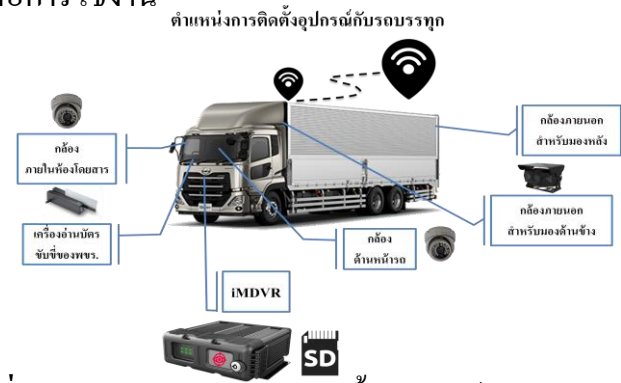 ตำแหน่งการติดตั้งอุปกรณ์กับรถบรรทุก
กล้อง
ภายในห้องโดยสาร
เครื่องอ่านบัตร
ขับขี่ของพขร.
กล้องภายนอก
สำหรับมองหลัง
กล้องภายนอก
สำหรับมองด้านข้าง
กล้อง
ด้านหน้ารถ
iMDVR
SD